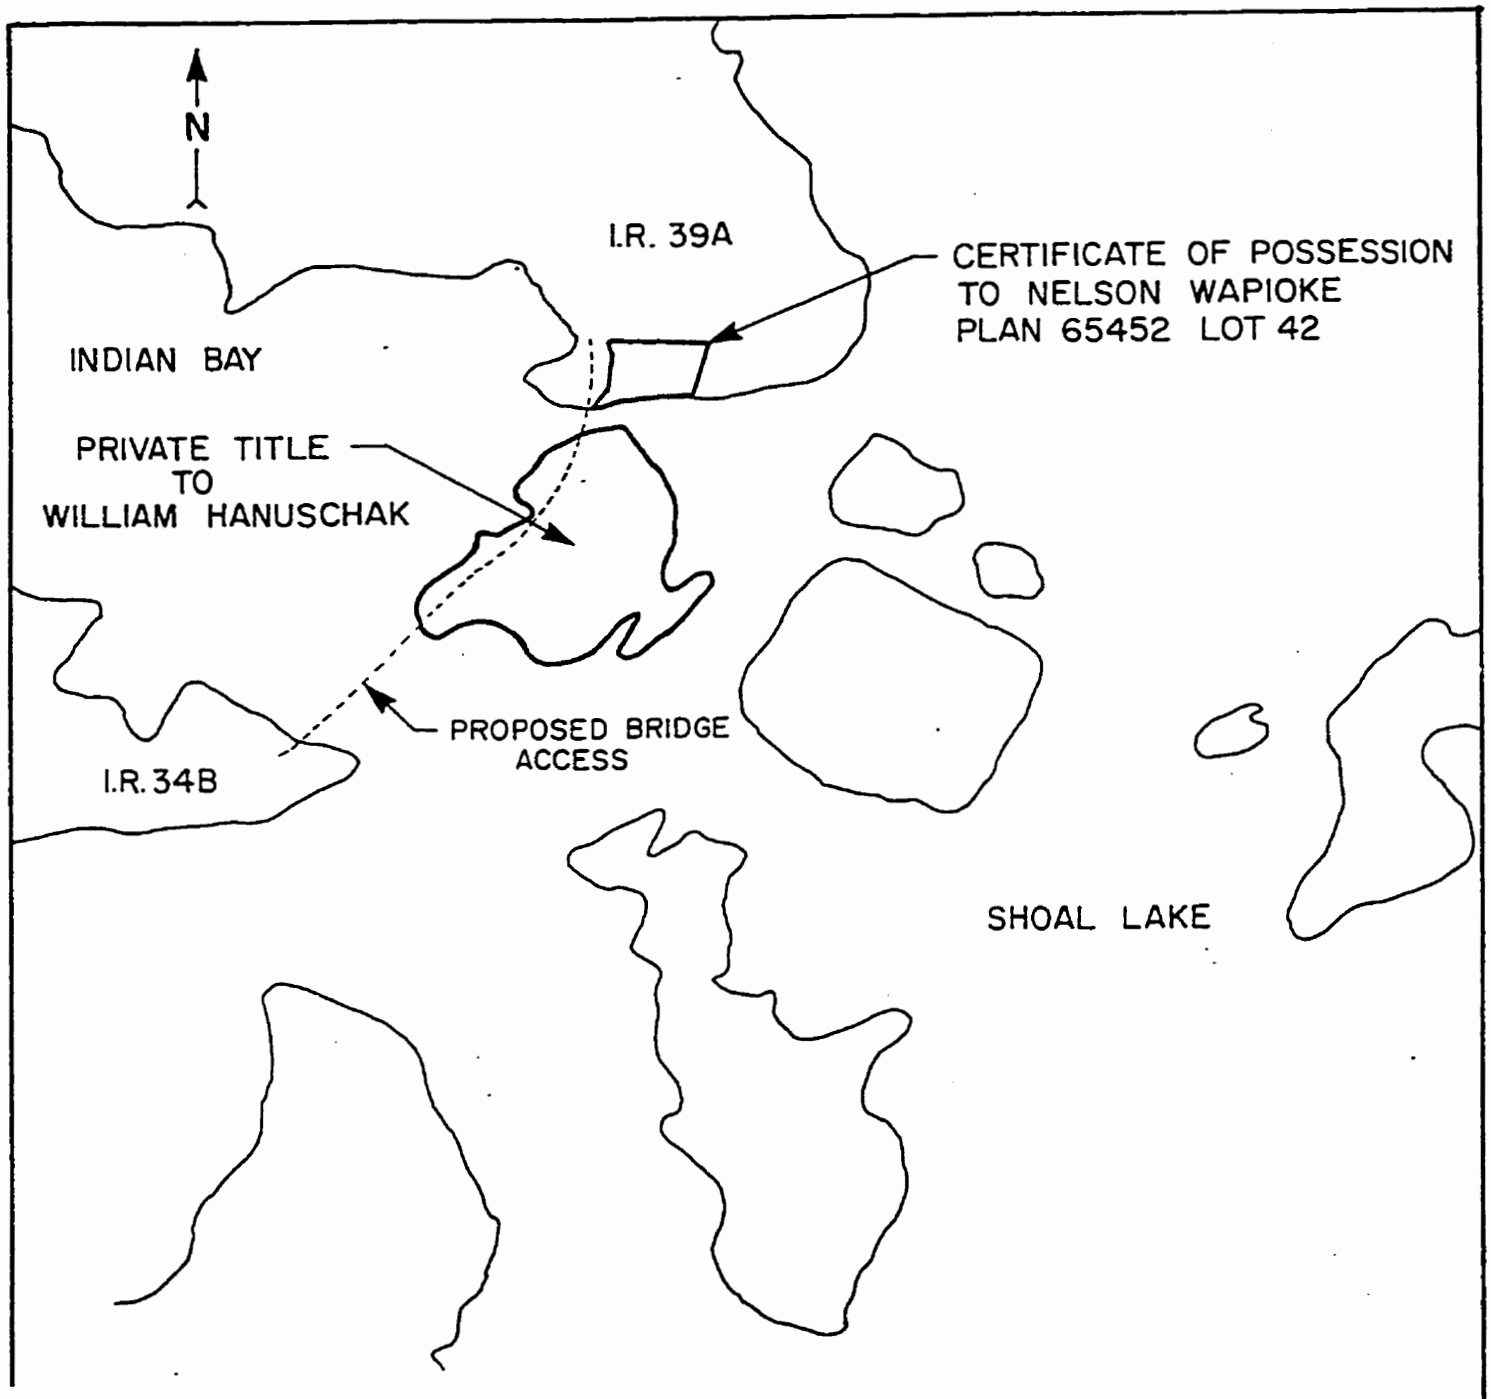 N
I.R. 39A
CERTIFICATE OF POSSESSION
TO NELSON WAPIOKE
PLAN 65452 LOT 42
INDIAN BAY
PRIVATE TITLE
TO
WILLIAM HANUSCHAK
PROPOSED BRIDGE
ACCESS
I.R. 34B
SHOAL LAKE